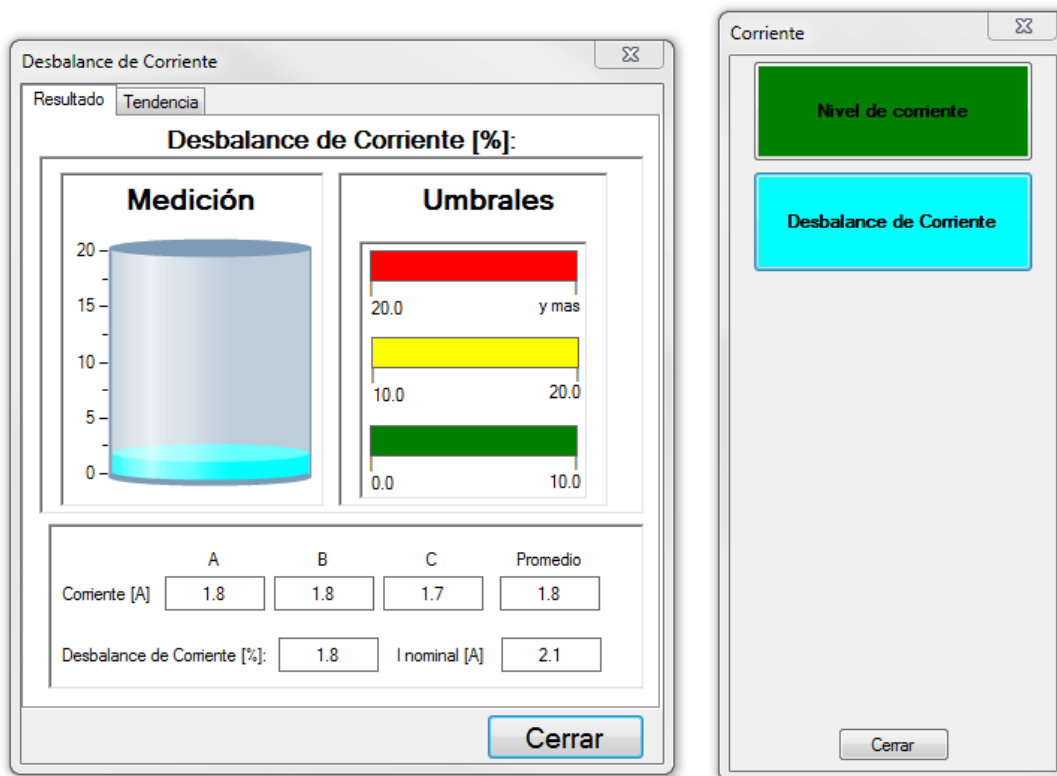 Desbalance de Corriente
Resultado Tendencia
Desbalance de Corriente [%]:
Medición
20
15
10
5
0
Umbrales
20.0 y mas
10.0 20.0
0.0 10.0
A B C Promedio
Corriente [A] 1.8 1.8 1.7 1.8
Desbalance de Corriente [%]: 1.8 I nominal [A] 2.1
Cerrar
Corriente
Nivel de corriente
Desbalance de Corriente
Cerrar